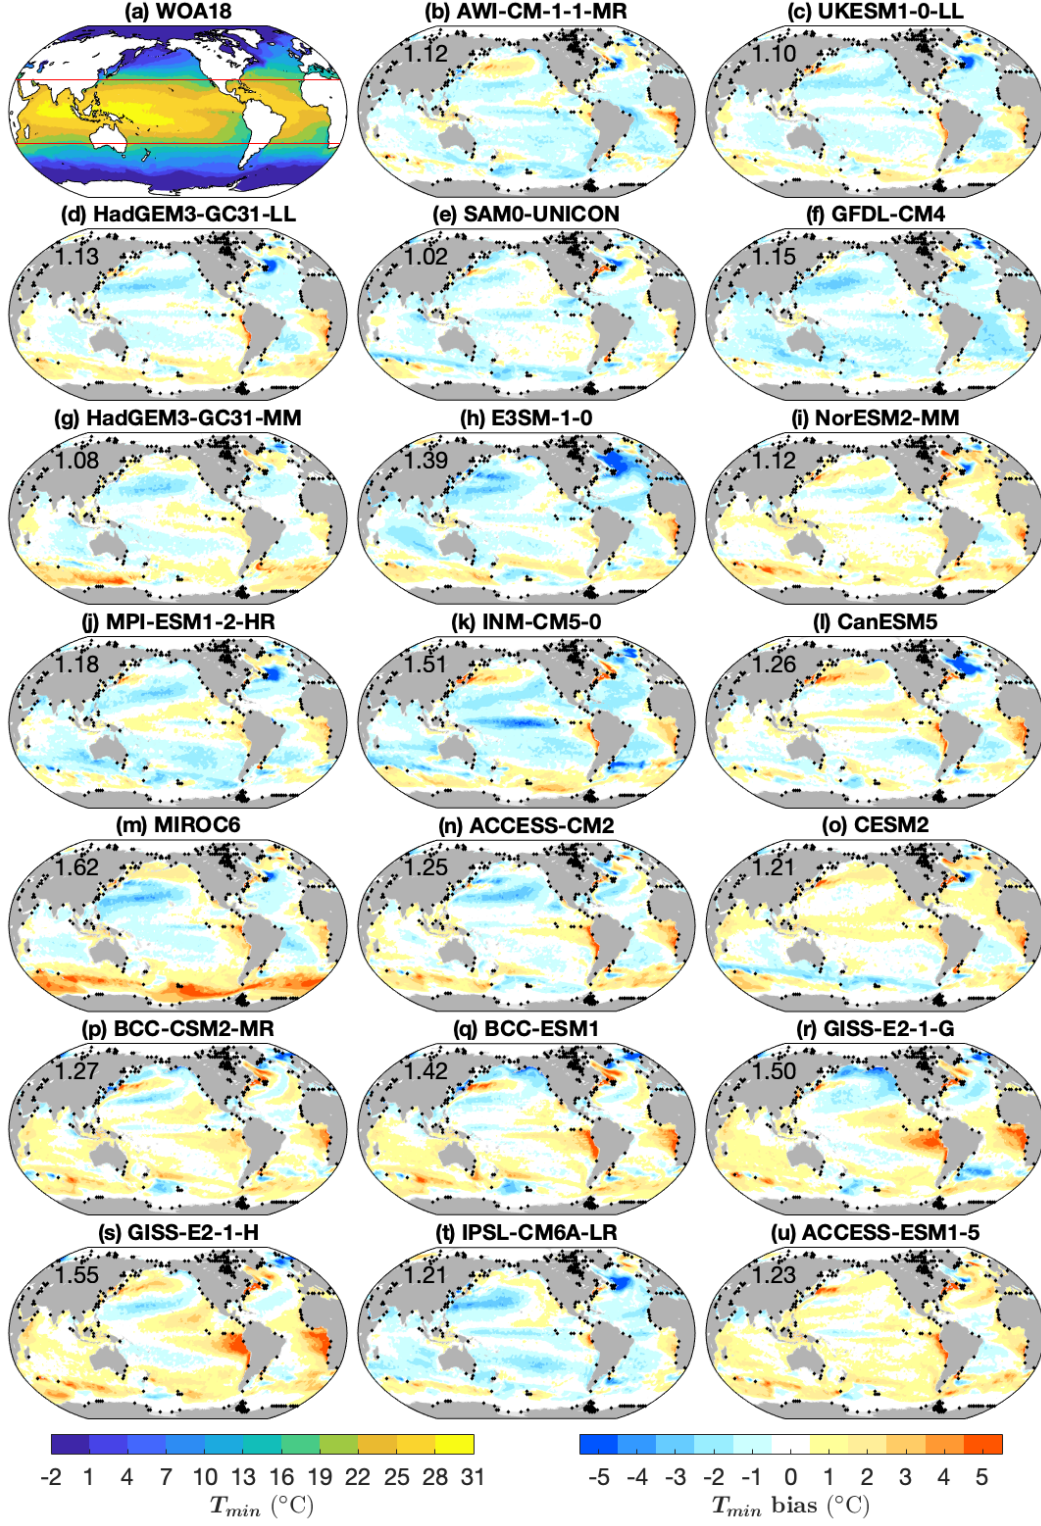 (a) WOA18
(b) AWI-CM-1-1-MR
1.12
(c) UKESM1-0-LL
1.10
(d) HadGEM3-GC31-LL
1.13
(e) SAM0-UNICON
1.02
(f) GFDL-CM4
1.15
(g) HadGEM3-GC31-MM
1.08
(h) E3SM-1-0
1.39
(i) NorESM2-MM
1.12
(j) MPI-ESM1-2-HR
1.18
(k) INM-CM5-0
1.51
(l) CanESM5
1.26
(m) MIROC6
1.62
(n) ACCESS-CM2
1.25
(o) CESM2
1.21
(p) BCC-CSM2-MR
1.27
(q) BCC-ESM1
1.42
(r) GISS-E2-1-G
1.50
(s) GISS-E2-1-H
1.55
(t) IPSL-CM6A-LR
1.21
(u) ACCESS-ESM1-5
1.23
-2 1 4 7 10 13 16 19 22 25 28 31
T_min (°C)
-5 -4 -3 -2 -1 0 1 2 3 4 5
T_min bias (°C)